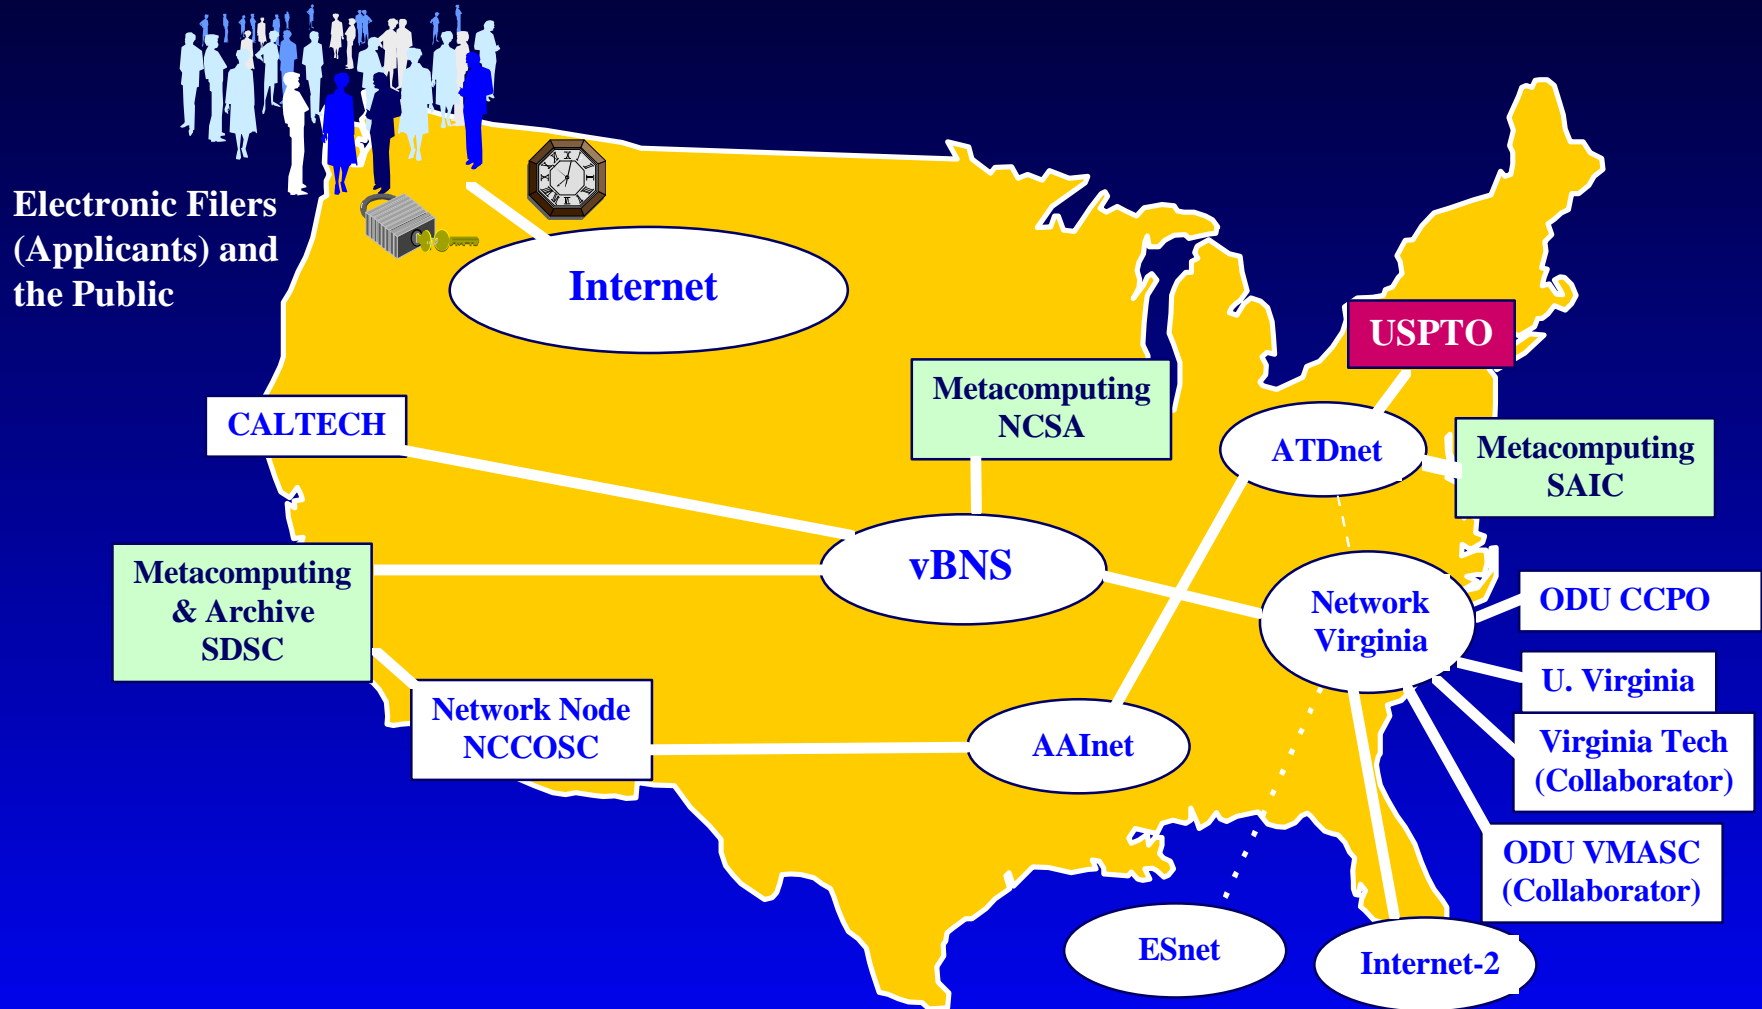 Electronic Filers
(Applicants) and
the Public
Internet
USPTO
Metacomputing
NCSA
CALTECH
ATDnet
Metacomputing
SAIC
vBNS
Metacomputing
& Archive
SDSC
Network
Virginia
ODU CCPO
U. Virginia
Network Node
NCCOSC
AAInet
Virginia Tech
(Collaborator)
ODU VMASC
(Collaborator)
ESnet
Internet-2